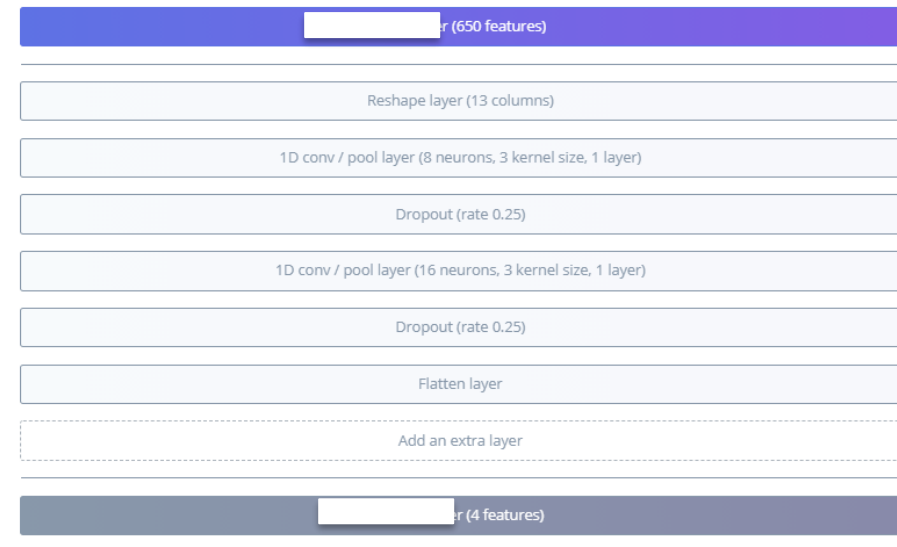 (650 features)
Reshape layer (13 columns)
1D conv / pool layer (8 neurons, 3 kernel size, 1 layer)
Dropout (rate 0.25)
1D conv / pool layer (16 neurons, 3 kernel size, 1 layer)
Dropout (rate 0.25)
Flatten layer
Add an extra layer
(4 features)